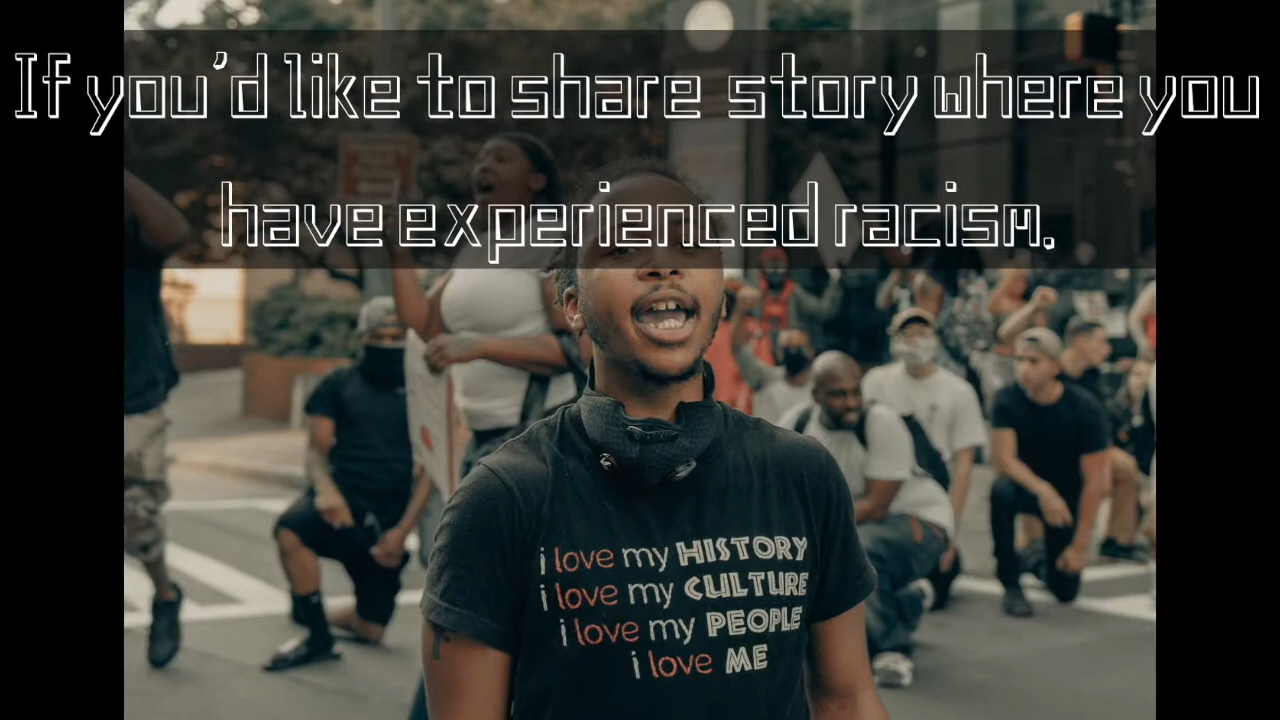 If you’d like to share story where you
have experienced racism.
i love my HISTORY
i love my CULTURE
i love my PEOPLE
i love ME